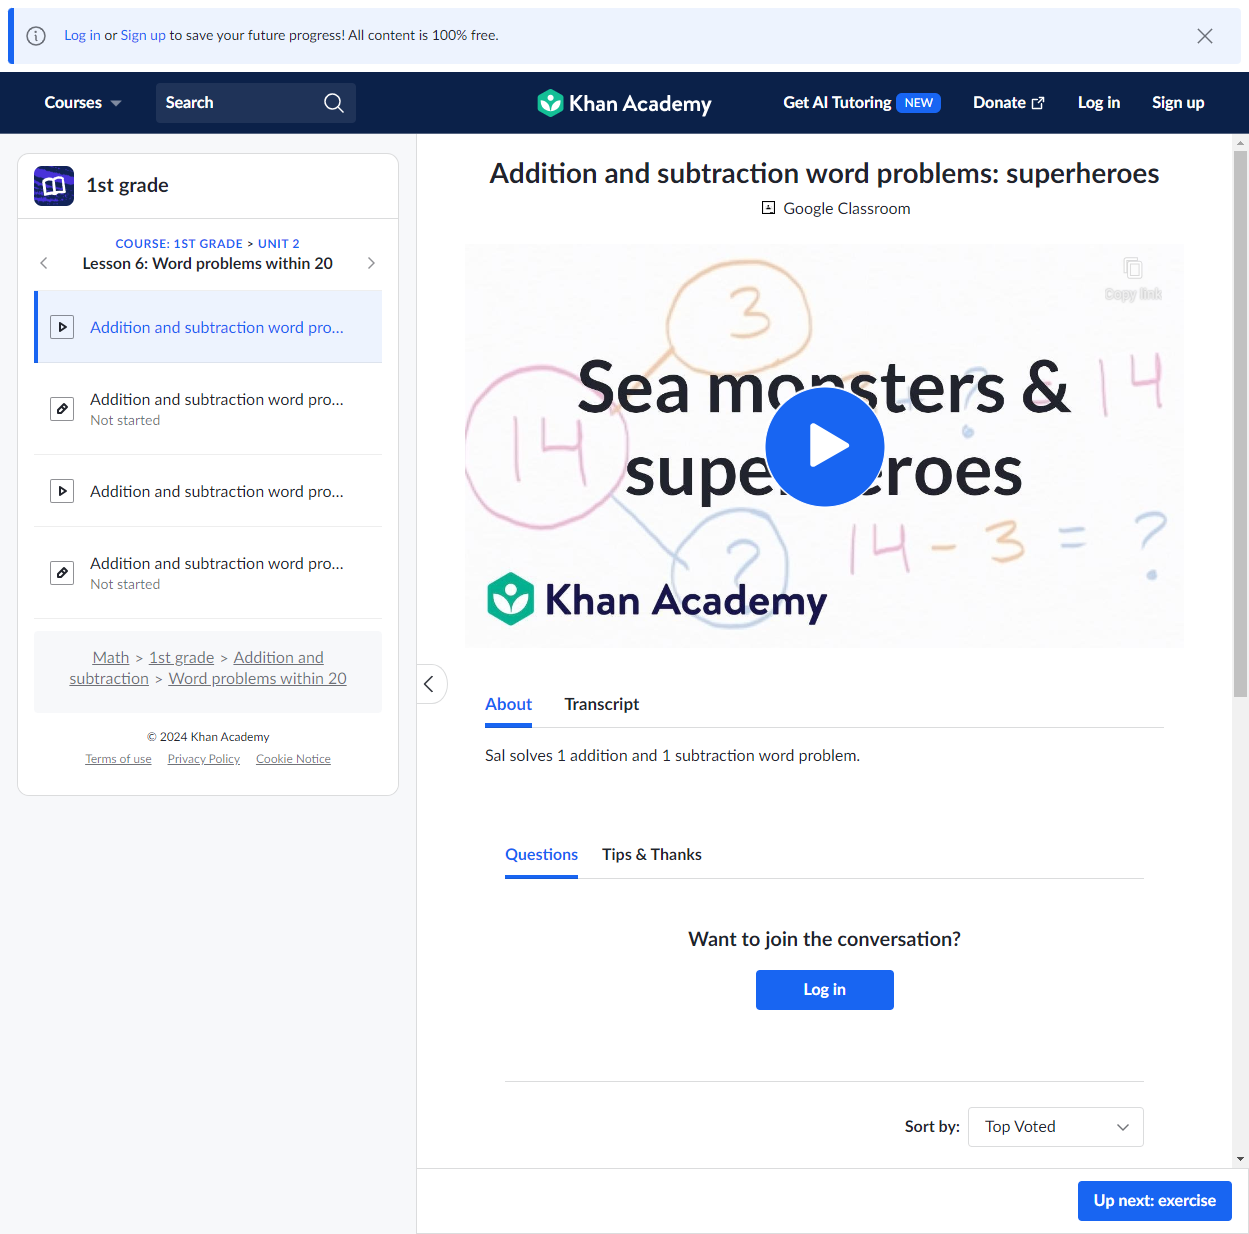 Log in or Sign up to save your future progress! All content is 100% free.
Courses
Search
Khan Academy
Get AI Tutoring NEW
Donate
Log in
Sign up
1st grade
COURSE: 1ST GRADE > UNIT 2
Lesson 6: Word problems within 20
Addition and subtraction word pro...
Addition and subtraction word pro...
Not started
Addition and subtraction word pro...
Addition and subtraction word pro...
Not started
Math > 1st grade > Addition and
subtraction > Word problems within 20
© 2024 Khan Academy
Terms of use Privacy Policy Cookie Notice
Addition and subtraction word problems: superheroes
Google Classroom
Copy link
3
14
Sea monsters &
superheroes
14
?
14 - 3 = ?
Khan Academy
About
Transcript
Sal solves 1 addition and 1 subtraction word problem.
Questions
Tips & Thanks
Want to join the conversation?
Log in
Sort by:
Top Voted
Up next: exercise